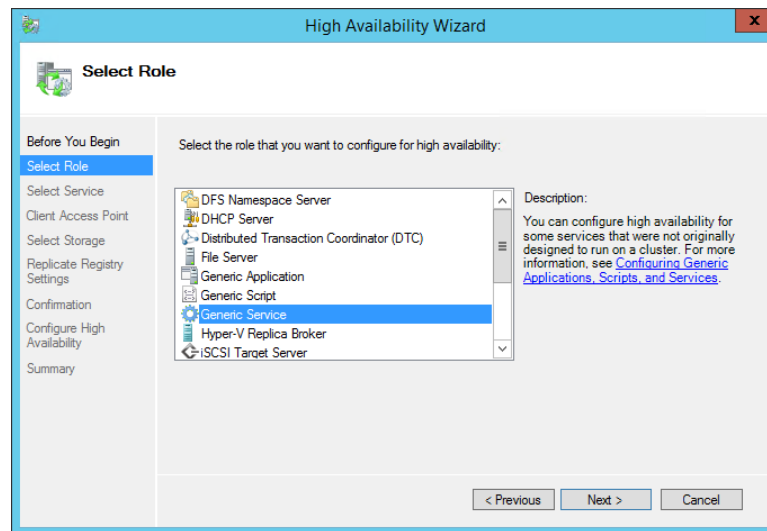 High Availability Wizard
x
Select Role
Before You Begin
Select Role
Select Service
Client Access Point
Select Storage
Replicate Registry
Settings
Confirmation
Configure High
Availability
Summary
Select the role that you want to configure for high availability:
DFS Namespace Server
DHCP Server
Distributed Transaction Coordinator (DTC)
File Server
Generic Application
Generic Script
Generic Service
Hyper-V Replica Broker
iSCSI Target Server
Description:
You can configure high availability for
some services that were not originally
designed to run on a cluster. For more
information, see Configuring Generic
Applications, Scripts, and Services.
< Previous
Next >
Cancel